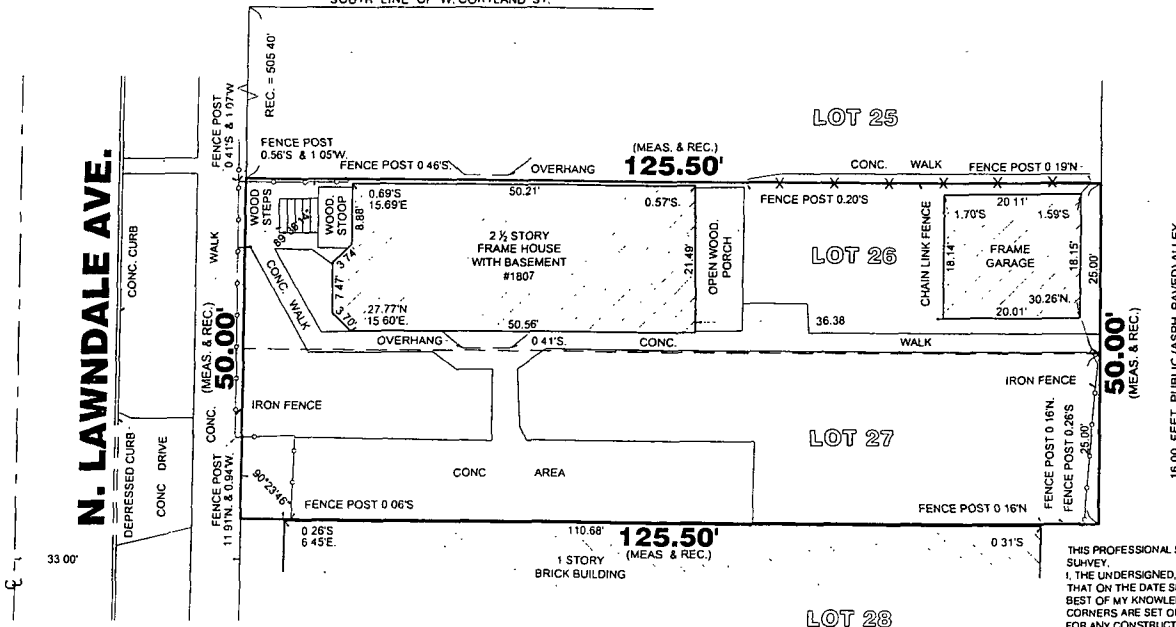 SOUTH LINE OF W. CORTLAND ST.
REC. = 505 40'
LOT 25
FENCE POST
0 41'S & 1 07'W
FENCE POST
0.56'S & 1 05'W.
FENCE POST 0 46'S.
OVERHANG
(MEAS. & REC.)
125.50'
CONC. WALK
FENCE POST 0 19'N
N. LAWNDALE AVE.
CONC. CURB
WALK
WOOD
STEPS
WOOD.
STOOP
0.69'S
15.69'E
8.88'
50.21'
0.57'S.
FENCE POST 0.20'S
2 ½ STORY
FRAME HOUSE
WITH BASEMENT
#1807
21.49'
OPEN WOOD.
PORCH
LOT 26
CHAIN LINK FENCE
20 11'
1.70'S
1.59'S
18.14'
FRAME
GARAGE
18.15'
30.26'N.
20.01'
25.00'
CONC. WALK
3 74'
7 47'
3 70'
27.77'N
15 60'E.
50.56'
36.38
OVERHANG
0 41'S.
CONC.
WALK
50.00'
(MEAS. & REC.)
50.00'
(MEAS. & REC.)
16.00 FEET PUBLIC (ASPH. PAVED) ALLEY
IRON FENCE
IRON FENCE
LOT 27
CONC.
DEPRESSED CURB
CONC DRIVE
FENCE POST
11 91'N. & 0.94'W.
90°23'46"
CONC AREA
FENCE POST 0 06'S
FENCE POST 0 16'N
FENCE POST 0 16'N.
FENCE POST 0.26'S
25.00'
33 00'
0 26'S
6 45'E.
110.68'
125.50'
(MEAS. & REC.)
0 31'S
1 STORY
BRICK BUILDING
LOT 28
THIS PROFESSIONAL
SURVEY.
I, THE UNDERSIGNED,
THAT ON THE DATE
BEST OF MY
CORNERS ARE SET
FOR ANY